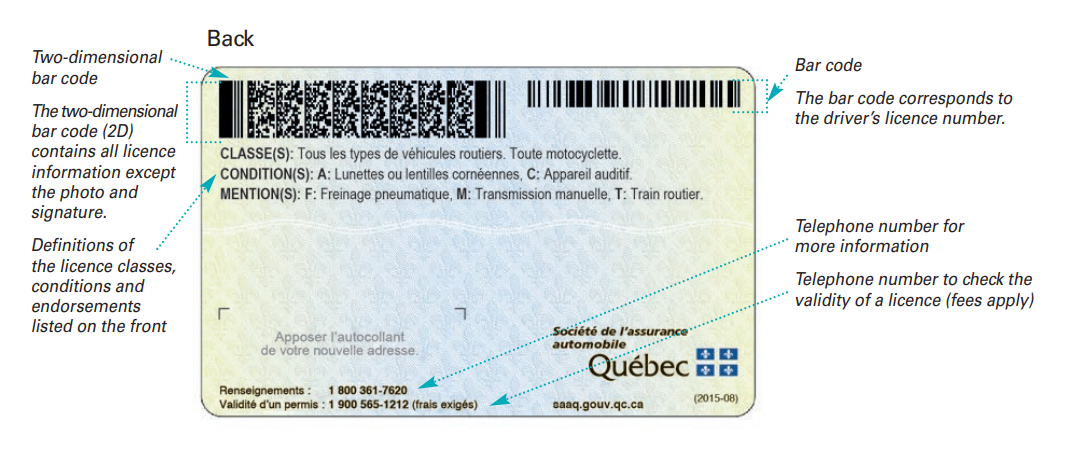 Back
Two-dimensional
bar code
The two-dimensional
bar code (2D)
contains all licence
information except
the photo and
signature.
Definitions of
the licence classes,
conditions and
endorsements
listed on the front
CLASSE(S): Tous les types de véhicules routiers. Toute motocyclette.
CONDITION(S): A: Lunettes ou lentilles cornéennes, C: Appareil auditif.
MENTION(S): F: Freinage pneumatique, M: Transmission manuelle, T: Train routier.
Apposer l'autocollant
de votre nouvelle adresse.
Société de l'assurance
automobile
Québec
Renseignements : 1 800 361-7620
Validité d'un permis : 1 900 565-1212 (frais exigés)
saaq.gouv.qc.ca
(2015-08)
Bar code
The bar code corresponds to
the driver's licence number.
Telephone number for
more information
Telephone number to check the
validity of a licence (fees apply)